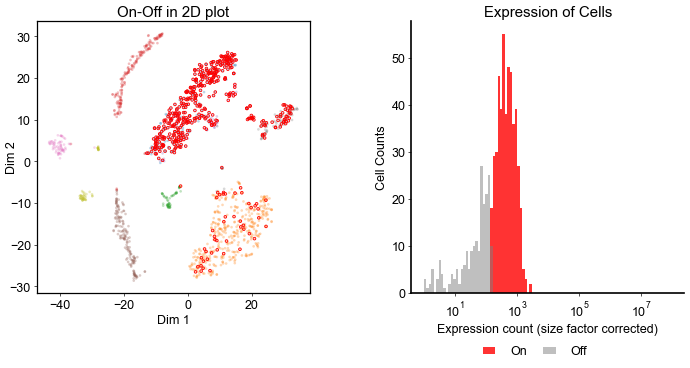 On-Off in 2D plot
Expression of Cells
30
20
10
0
−10
−20
−30
Dim 2
−40
−20
0
20
Dim 1
50
40
30
20
10
0
Cell Counts
10^1
10^3
10^5
10^7
Expression count (size factor corrected)
On
Off